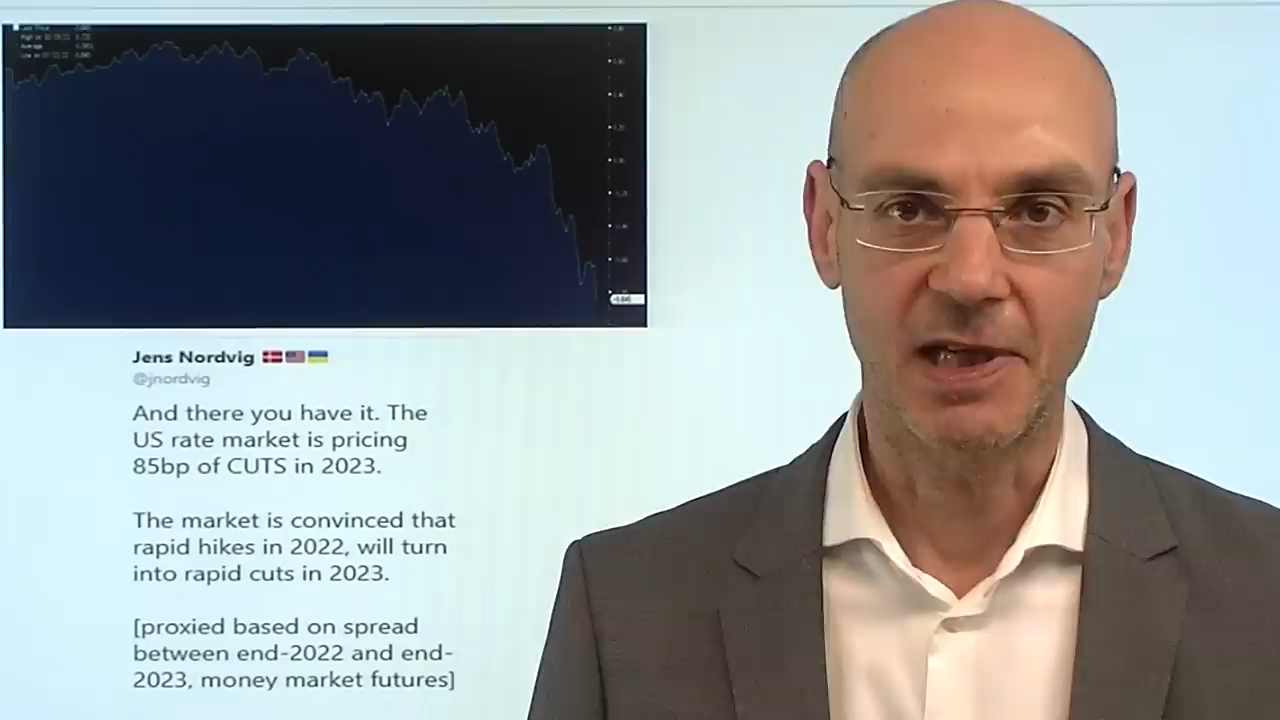 Jens Nordvig
@jnordvig
And there you have it. The
US rate market is pricing
85bp of CUTS in 2023.
The market is convinced that
rapid hikes in 2022, will turn
into rapid cuts in 2023.
[proxied based on spread
between end-2022 and end-
2023, money market futures]